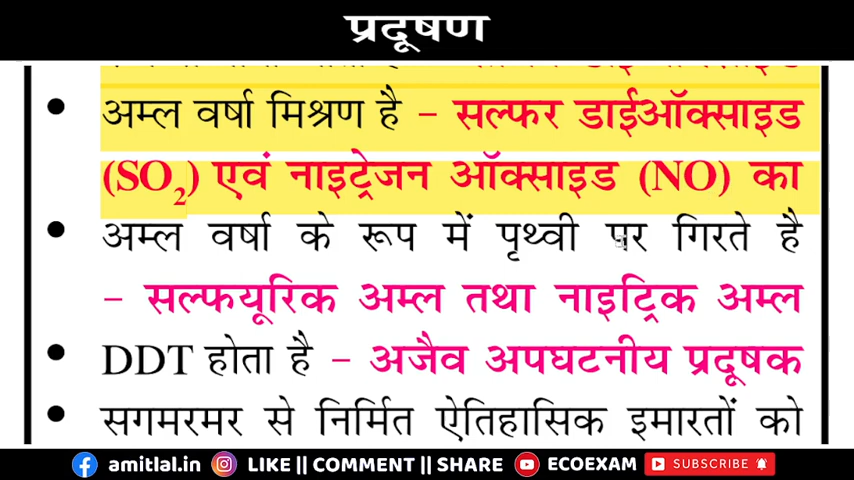 प्रदूषण
• अम्ल वर्षा मिश्रण है – सल्फर डाईऑक्साइड
(SO₂) एवं नाइट्रेजन ऑक्साइड (NO) का
• अम्ल वर्षा के रूप में पृथ्वी पर गिरते है
– सल्फयूरिक अम्ल तथा नाइट्रिक अम्ल
• DDT होता है – अजैव अपघटनीय प्रदूषक
• सगमरमर से निर्मित ऐतिहासिक इमारतों को
amitlal.in LIKE || COMMENT || SHARE ECOEXAM SUBSCRIBE